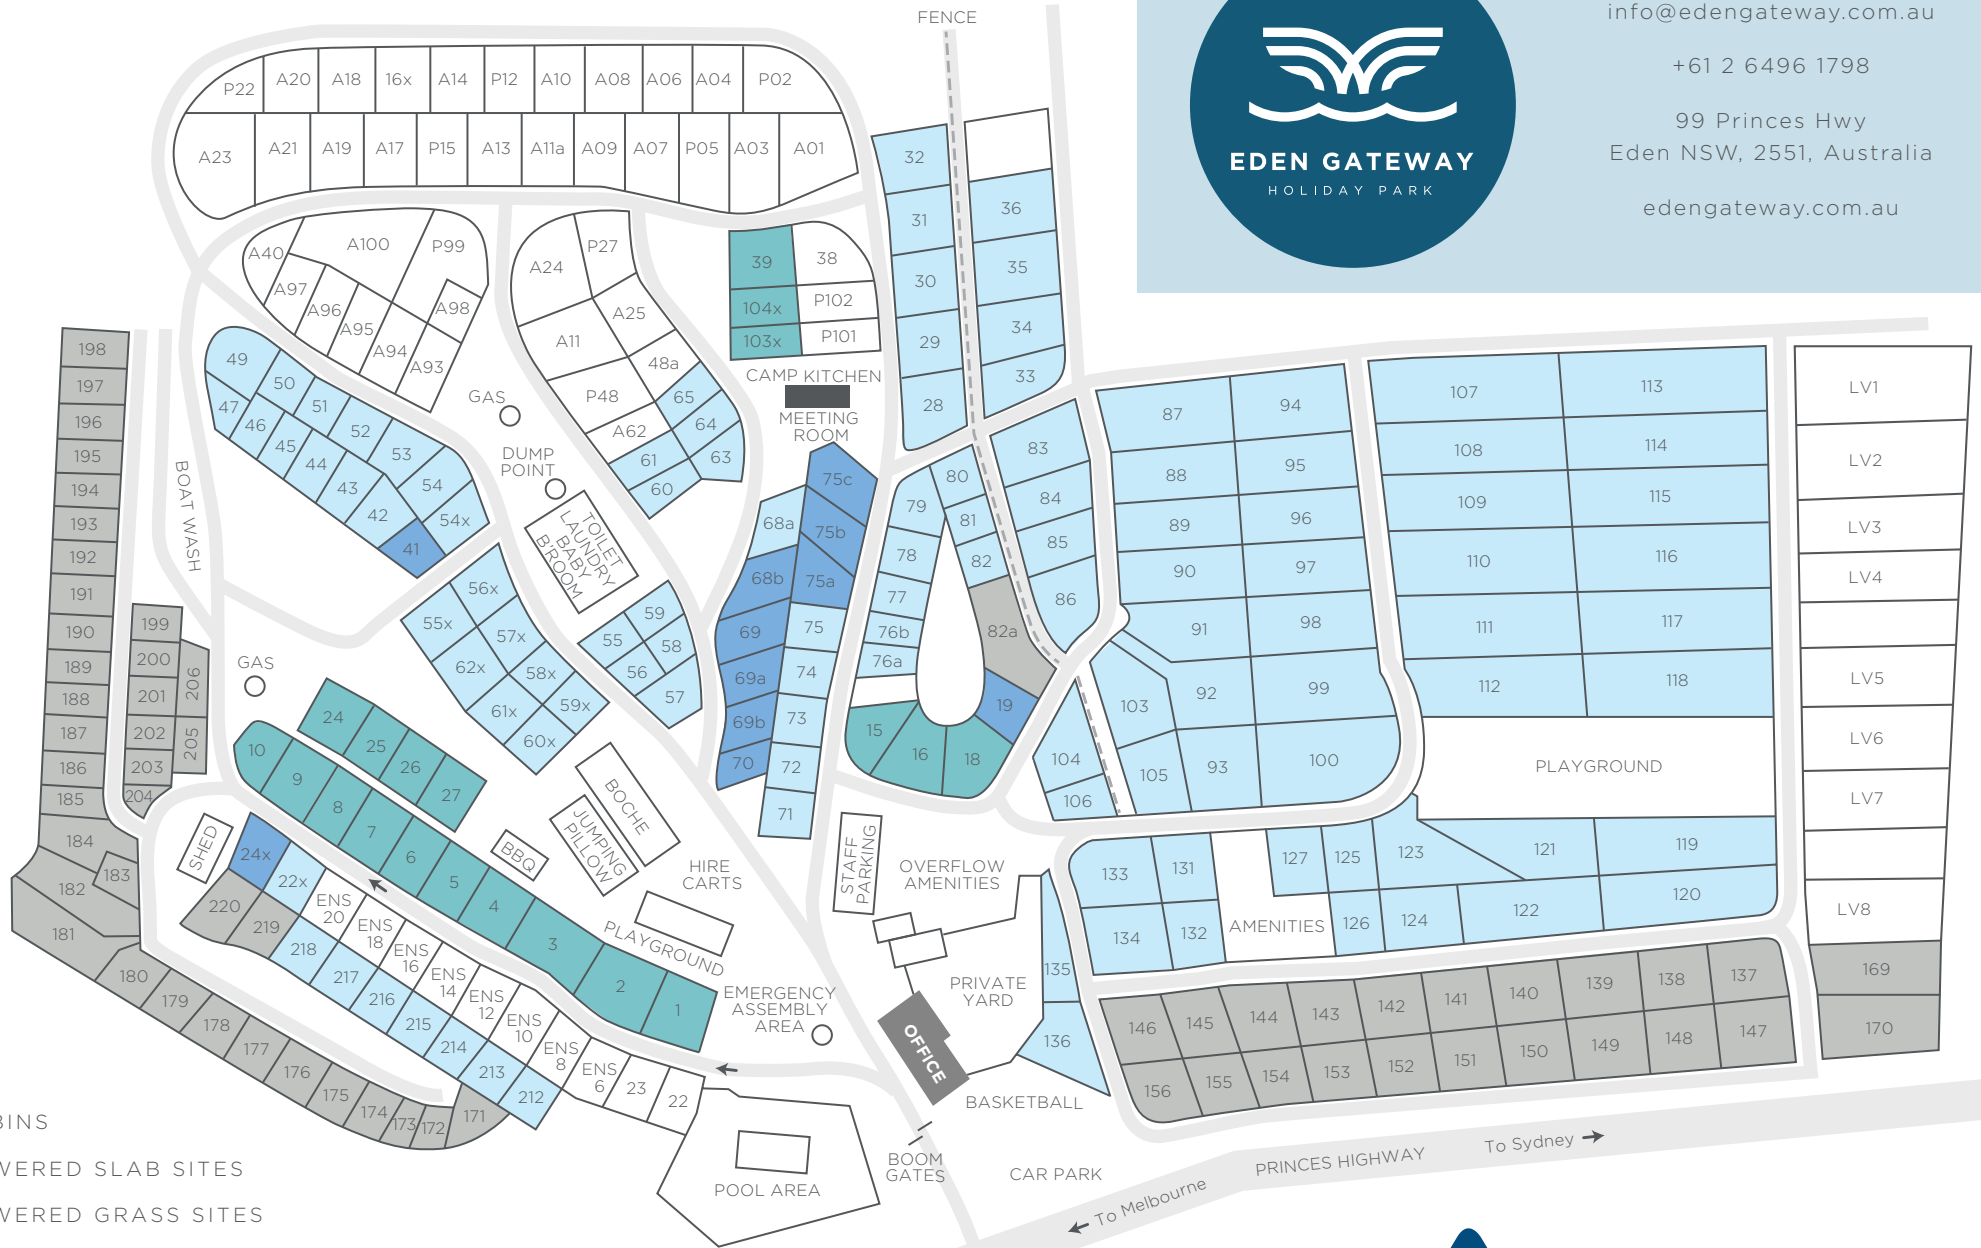 FENCE
info@edengateway.com.au
+61 2 6496 1798
99 Princes Hwy
Eden NSW, 2551, Australia
edengateway.com.au
EDEN GATEWAY
HOLIDAY PARK
P22 A20 A18 16x A14 P12 A10 A08 A06 A04 P02
A23 A21 A19 A17 P15 A13 A11a A09 A07 P05 A03 A01
A40 A100 P99
A97 A96 A95 A94 A93 A98
A24 P27
A25
A11
48a
P48
A62
65
64
63
61
60
39 38
104x P102
103x P101
CAMP KITCHEN
MEETING
ROOM
32
31
30
29
28
36
35
34
33
GAS
DUMP
POINT
TOILET
LAUNDRY
BABY
B'ROOM
BOAT WASH
49 50 51 52 53 54 54x
47 46 45 44 43 42 41
198
197
196
195
194
193
192
191
190
189
188
187
186
185
184
183
182
181
180
179
178
177
176
175
174
173
172
171
199
200
201
202
203
204
206
205
GAS
56x
55x 57x
62x 58x
61x 59x
60x
59
55 58
56
57
75c
68a 75b
68b 75a
69 75
69a 74
69b 73
70 72
71
79 80
81
78 82
77
76b
76a
82a
19
15 16 18
83
84
85
86
87 94
88 95
89 96
90 97
91 98
92 99
93 100
103
104
105
106
107 113
108 114
109 115
110 116
111 117
112 118
PLAYGROUND
LV1
LV2
LV3
LV4
LV5
LV6
LV7
LV8
169
170
24
25
26
27
10 9 8 7 6 5 4 3 2 1
SHED
BBQ
JUMPING
PILLOW
BOCHE
HIRE
CARTS
PLAYGROUND
24x
22x
220
219
218
217
216
215
214
213
212
ENS
20
ENS
18
ENS
16
ENS
14
ENS
12
ENS
10
ENS
8
ENS
6
23
22
EMERGENCY
ASSEMBLY
AREA
STAFF
PARKING
OVERFLOW
AMENITIES
PRIVATE
YARD
OFFICE
BASKETBALL
BOOM
GATES
CAR PARK
POOL AREA
133 131
134 132
135
136
AMENITIES
127 125 123 121 119
126 124 122 120
146 145 144 143 142 141 140 139 138 137
156 155 154 153 152 151 150 149 148 147
PRINCES HIGHWAY
To Sydney
To Melbourne
BINS
WERED SLAB SITES
WERED GRASS SITES